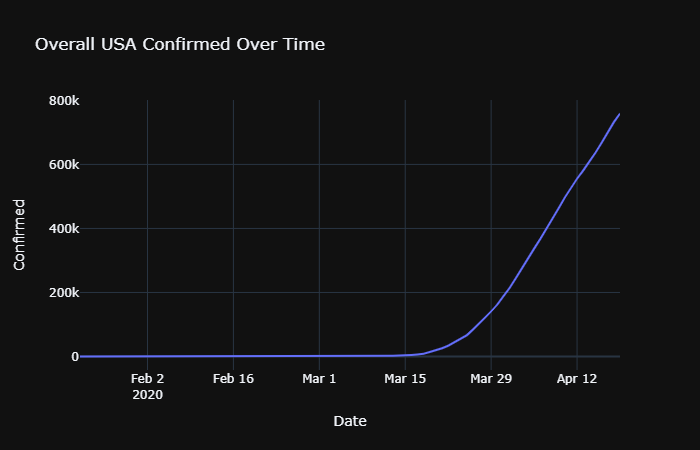 Overall USA Confirmed Over Time
800k
600k
400k
200k
0
Confirmed
Feb 2
2020
Feb 16
Mar 1
Mar 15
Mar 29
Apr 12
Date